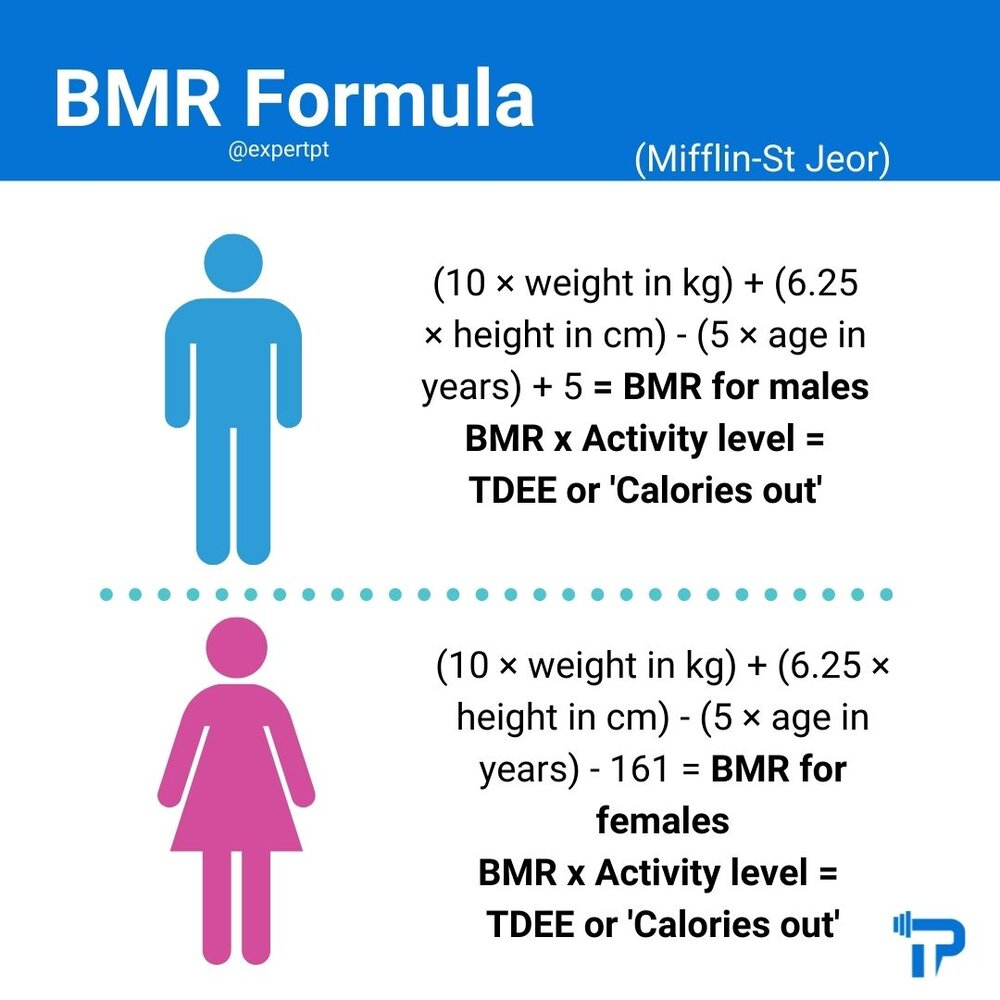 BMR Formula
@expertpt
(Mifflin-St Jeor)
(10 × weight in kg) + (6.25
× height in cm) - (5 × age in
years) + 5 = BMR for males
BMR x Activity level =
TDEE or 'Calories out'
(10 × weight in kg) + (6.25 ×
height in cm) - (5 × age in
years) - 161 = BMR for
females
BMR x Activity level =
TDEE or 'Calories out'
TP